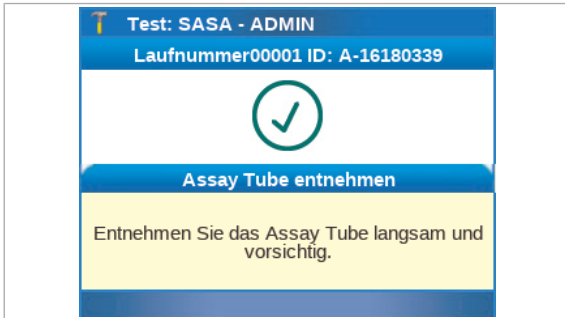 Test: SASA - ADMIN
Laufnummer00001 ID: A-16180339
Assay Tube entnehmen
Entnehmen Sie das Assay Tube langsam und
vorsichtig.